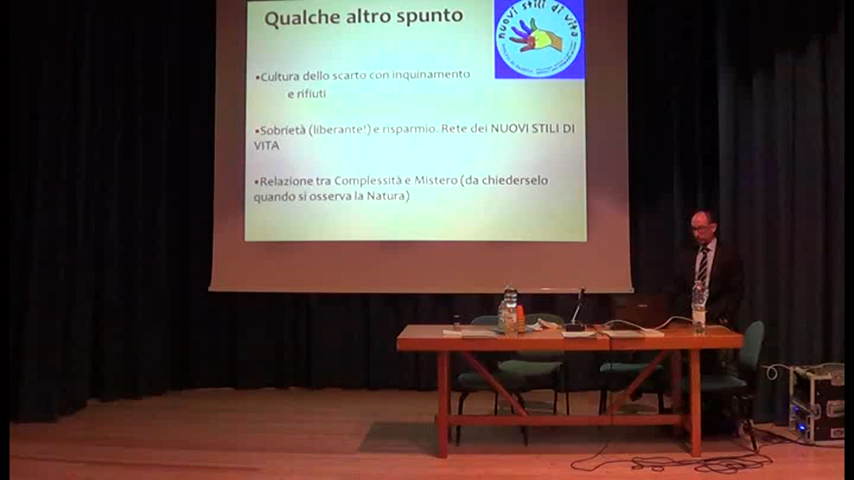 Qualche altro spunto
nuovi stili di vita
•Cultura dello scarto con inquinamento
e rifiuti
•Sobrietà (liberante!) e risparmio. Rete dei NUOVI STILI DI
VITA
•Relazione tra Complessità e Mistero (da chiederselo
quando si osserva la Natura)